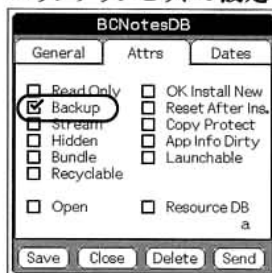 BCNotesDB
General Attrs Dates
Read Only OK Install New
Backup Reset After Ins.
Stream Copy Protect
Hidden App Info Dirty
Bundle Launchable
Recyclable
Open Resource DB
a
Save Close Delete Send